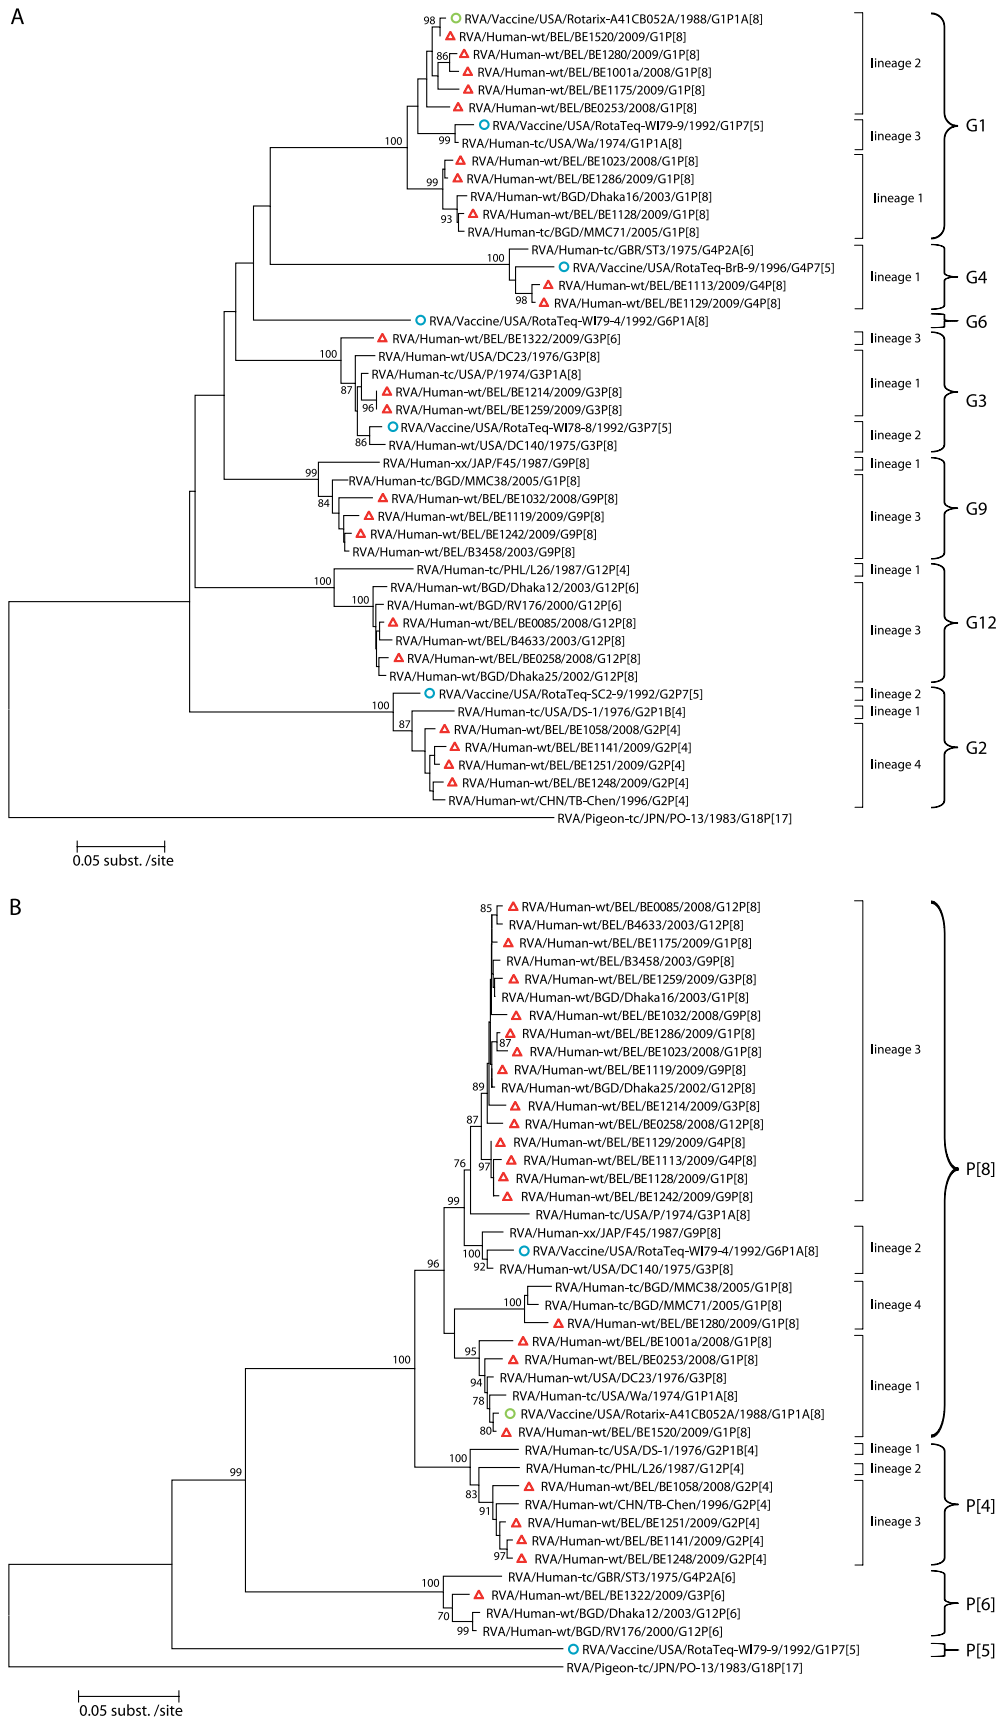 A
98
RVA/Vaccine/USA/Rotarix-A41CB052A/1988/G1P1A[8]
RVA/Human-wt/BEL/BE1520/2009/G1P[8]
86
RVA/Human-wt/BEL/BE1280/2009/G1P[8]
lineage 2
RVA/Human-wt/BEL/BE1001a/2008/G1P[8]
RVA/Human-wt/BEL/BE1175/2009/G1P[8]
RVA/Human-wt/BEL/BE0253/2008/G1P[8]
RVA/Vaccine/USA/RotaTeq-WI79-9/1992/G1P7[5]
G1
100
99
RVA/Human-tc/USA/Wa/1974/G1P1A[8]
lineage 3
RVA/Human-wt/BEL/BE1023/2008/G1P[8]
99
RVA/Human-wt/BEL/BE1286/2009/G1P[8]
RVA/Human-wt/BGD/Dhaka16/2003/G1P[8]
lineage 1
93
RVA/Human-wt/BEL/BE1128/2009/G1P[8]
RVA/Human-tc/BGD/MMC71/2005/G1P[8]
RVA/Human-tc/GBR/ST3/1975/G4P2A[6]
100
RVA/Vaccine/USA/RotaTeq-BrB-9/1996/G4P7[5]
lineage 1
G4
RVA/Human-wt/BEL/BE1113/2009/G4P[8]
98
RVA/Human-wt/BEL/BE1129/2009/G4P[8]
RVA/Vaccine/USA/RotaTeq-WI79-4/1992/G6P1A[8]
G6
RVA/Human-wt/BEL/BE1322/2009/G3P[6]
lineage 3
100
RVA/Human-wt/USA/DC23/1976/G3P[8]
RVA/Human-tc/USA/P/1974/G3P1A[8]
lineage 1
87
RVA/Human-wt/BEL/BE1214/2009/G3P[8]
G3
96
RVA/Human-wt/BEL/BE1259/2009/G3P[8]
RVA/Vaccine/USA/RotaTeq-WI78-8/1992/G3P7[5]
lineage 2
86
RVA/Human-wt/USA/DC140/1975/G3P[8]
RVA/Human-xx/JAP/F45/1987/G9P[8]
lineage 1
99
RVA/Human-tc/BGD/MMC38/2005/G1P[8]
84
RVA/Human-wt/BEL/BE1032/2008/G9P[8]
G9
RVA/Human-wt/BEL/BE1119/2009/G9P[8]
lineage 3
RVA/Human-wt/BEL/BE1242/2009/G9P[8]
RVA/Human-wt/BEL/B3458/2003/G9P[8]
RVA/Human-tc/PHL/L26/1987/G12P[4]
lineage 1
100
RVA/Human-wt/BGD/Dhaka12/2003/G12P[6]
100
RVA/Human-wt/BGD/RV176/2000/G12P[6]
RVA/Human-wt/BEL/BE0085/2008/G12P[8]
G12
lineage 3
RVA/Human-wt/BEL/B4633/2003/G12P[8]
RVA/Human-wt/BEL/BE0258/2008/G12P[8]
RVA/Human-wt/BGD/Dhaka25/2002/G12P[8]
RVA/Vaccine/USA/RotaTeq-SC2-9/1992/G2P7[5]
lineage 2
100
RVA/Human-tc/USA/DS-1/1976/G2P1B[4]
lineage 1
87
RVA/Human-wt/BEL/BE1058/2008/G2P[4]
RVA/Human-wt/BEL/BE1141/2009/G2P[4]
G2
RVA/Human-wt/BEL/BE1251/2009/G2P[4]
lineage 4
RVA/Human-wt/BEL/BE1248/2009/G2P[4]
RVA/Human-wt/CHN/TB-Chen/1996/G2P[4]
RVA/Pigeon-tc/JPN/PO-13/1983/G18P[17]
0.05 subst. /site
B
85
RVA/Human-wt/BEL/BE0085/2008/G12P[8]
RVA/Human-wt/BEL/B4633/2003/G12P[8]
RVA/Human-wt/BEL/BE1175/2009/G1P[8]
RVA/Human-wt/BEL/B3458/2003/G9P[8]
RVA/Human-wt/BEL/BE1259/2009/G3P[8]
RVA/Human-wt/BGD/Dhaka16/2003/G1P[8]
RVA/Human-wt/BEL/BE1032/2008/G9P[8]
RVA/Human-wt/BEL/BE1286/2009/G1P[8]
87
RVA/Human-wt/BEL/BE1023/2008/G1P[8]
lineage 3
RVA/Human-wt/BEL/BE1119/2009/G9P[8]
89
RVA/Human-wt/BGD/Dhaka25/2002/G12P[8]
RVA/Human-wt/BEL/BE1214/2009/G3P[8]
87
RVA/Human-wt/BEL/BE0258/2008/G12P[8]
RVA/Human-wt/BEL/BE1129/2009/G4P[8]
76
97
RVA/Human-wt/BEL/BE1113/2009/G4P[8]
P[8]
RVA/Human-wt/BEL/BE1128/2009/G1P[8]
99
RVA/Human-wt/BEL/BE1242/2009/G9P[8]
RVA/Human-tc/USA/P/1974/G3P1A[8]
RVA/Human-xx/JAP/F45/1987/G9P[8]
100
RVA/Vaccine/USA/RotaTeq-WI79-4/1992/G6P1A[8]
lineage 2
96
92
RVA/Human-wt/USA/DC140/1975/G3P[8]
RVA/Human-tc/BGD/MMC38/2005/G1P[8]
100
RVA/Human-tc/BGD/MMC71/2005/G1P[8]
lineage 4
RVA/Human-wt/BEL/BE1280/2009/G1P[8]
RVA/Human-wt/BEL/BE1001a/2008/G1P[8]
95
RVA/Human-wt/BEL/BE0253/2008/G1P[8]
100
94
RVA/Human-wt/USA/DC23/1976/G3P[8]
lineage 1
78
RVA/Human-tc/USA/Wa/1974/G1P1A[8]
RVA/Vaccine/USA/Rotarix-A41CB052A/1988/G1P1A[8]
80
RVA/Human-wt/BEL/BE1520/2009/G1P[8]
RVA/Human-tc/USA/DS-1/1976/G2P1B[4]
lineage 1
100
RVA/Human-tc/PHL/L26/1987/G12P[4]
lineage 2
99
83
RVA/Human-wt/BEL/BE1058/2008/G2P[4]
91
RVA/Human-wt/CHN/TB-Chen/1996/G2P[4]
P[4]
RVA/Human-wt/BEL/BE1251/2009/G2P[4]
lineage 3
RVA/Human-wt/BEL/BE1141/2009/G2P[4]
97
RVA/Human-wt/BEL/BE1248/2009/G2P[4]
RVA/Human-tc/GBR/ST3/1975/G4P2A[6]
100
RVA/Human-wt/BEL/BE1322/2009/G3P[6]
P[6]
70
RVA/Human-wt/BGD/Dhaka12/2003/G12P[6]
99
RVA/Human-wt/BGD/RV176/2000/G12P[6]
RVA/Vaccine/USA/RotaTeq-WI79-9/1992/G1P7[5]
P[5]
RVA/Pigeon-tc/JPN/PO-13/1983/G18P[17]
0.05 subst. /site